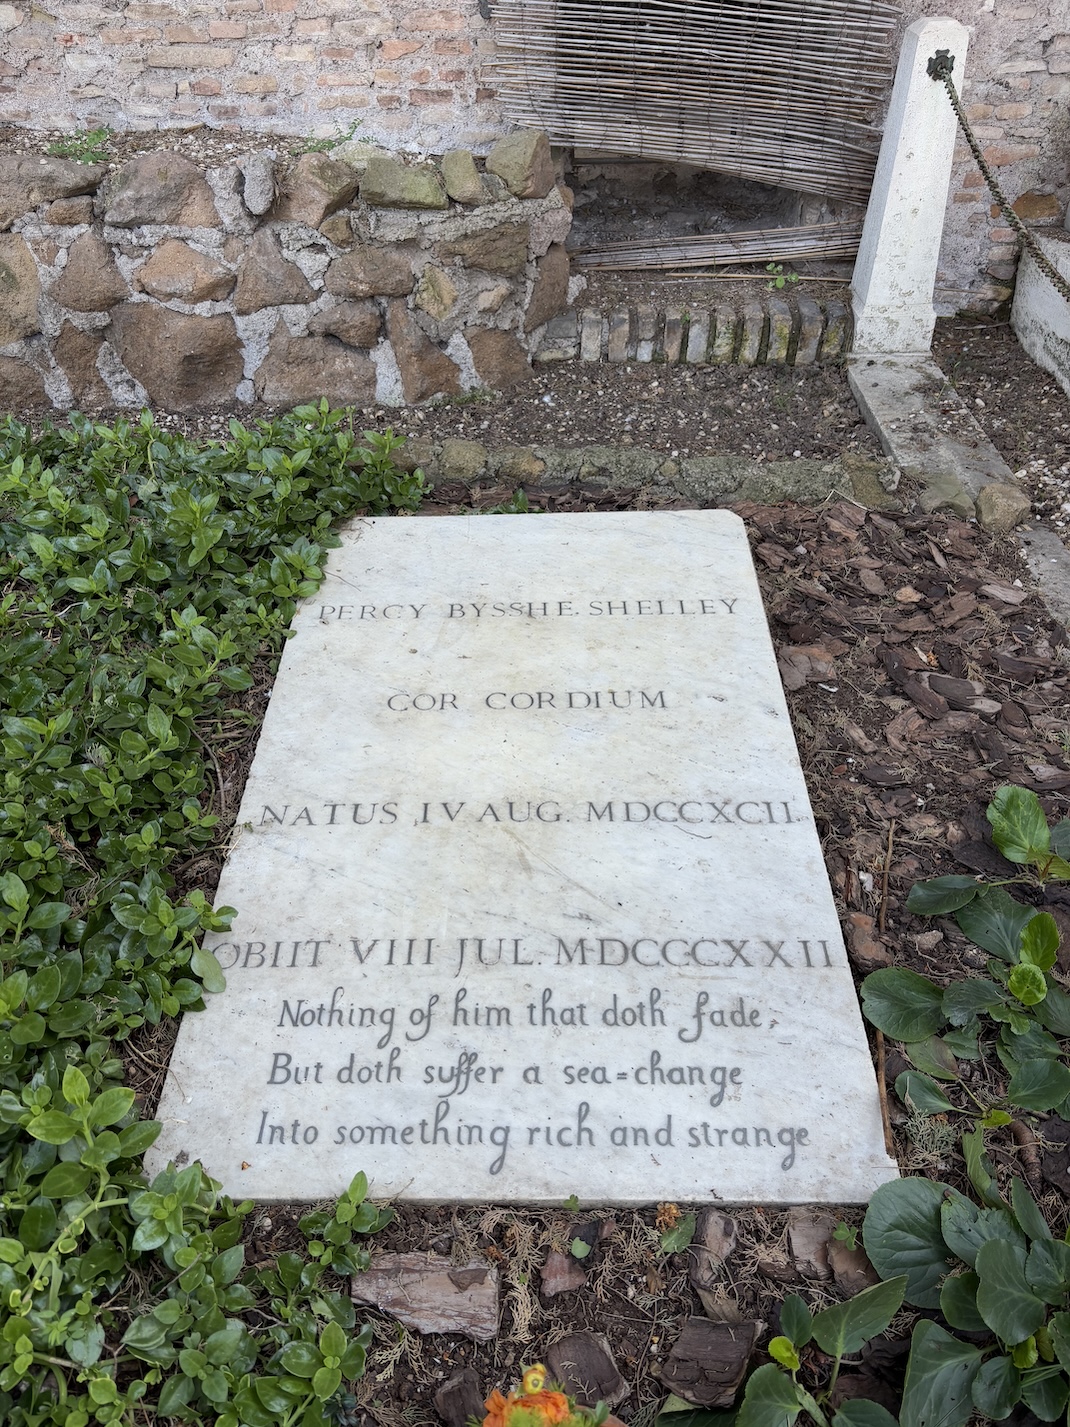 PERCY BYSSHE SHELLEY
COR CORDIUM
NATUS IV AUG. MDCCXCII
OBIIT VIII JUL. MDCCCXXII
Nothing of him that doth fade,
But doth suffer a sea=change
Into something rich and strange